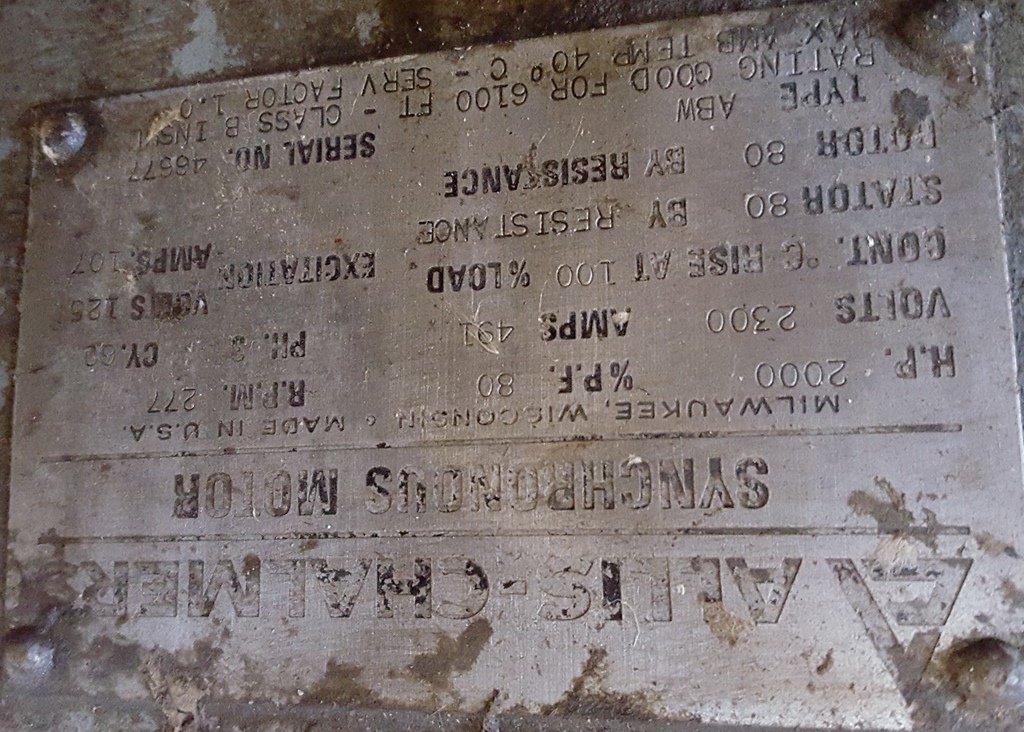 ALLIS-CHALMERS
SYNCHRONOUS MOTOR
MILWAUKEE, WISCONSIN • MADE IN U.S.A.
H.P. 2000 % P.F. 80 R.P.M. 277
VOLTS 2300 AMPS 491 PH. 3 CY. 60
CONT. °C RISE AT 100 % LOAD EXCITATION VOLTS 125 AMPS. 107
STATOR 80 BY RESISTANCE
ROTOR 80 BY RESISTANCE SERIAL NO.
TYPE ABW
RATING GOOD FOR 6100 FT - CLASS B
MAX AMB TEMP 40° C - SERV FACTOR 1.0